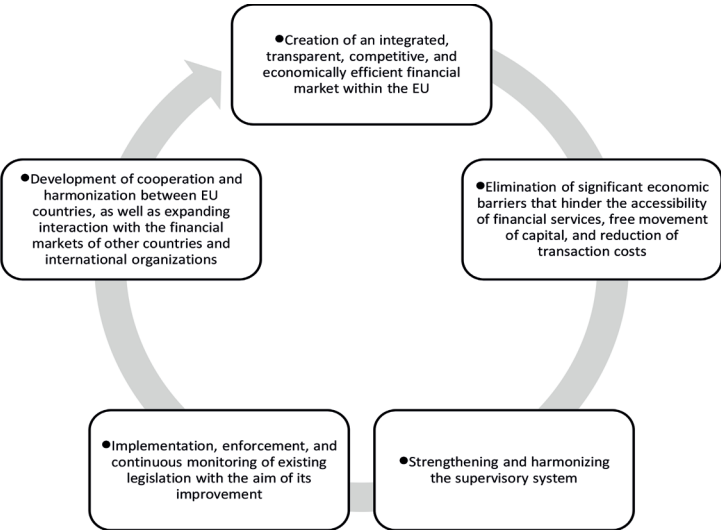 ●Creation of an integrated,
transparent, competitive, and
economically efficient financial
market within the EU
●Elimination of significant economic
barriers that hinder the accessibility
of financial services, free movement
of capital, and reduction of
transaction costs
●Strengthening and harmonizing
the supervisory system
●Implementation, enforcement, and
continuous monitoring of existing
legislation with the aim of its
improvement
●Development of cooperation and
harmonization between EU
countries, as well as expanding
interaction with the financial
markets of other countries and
international organizations